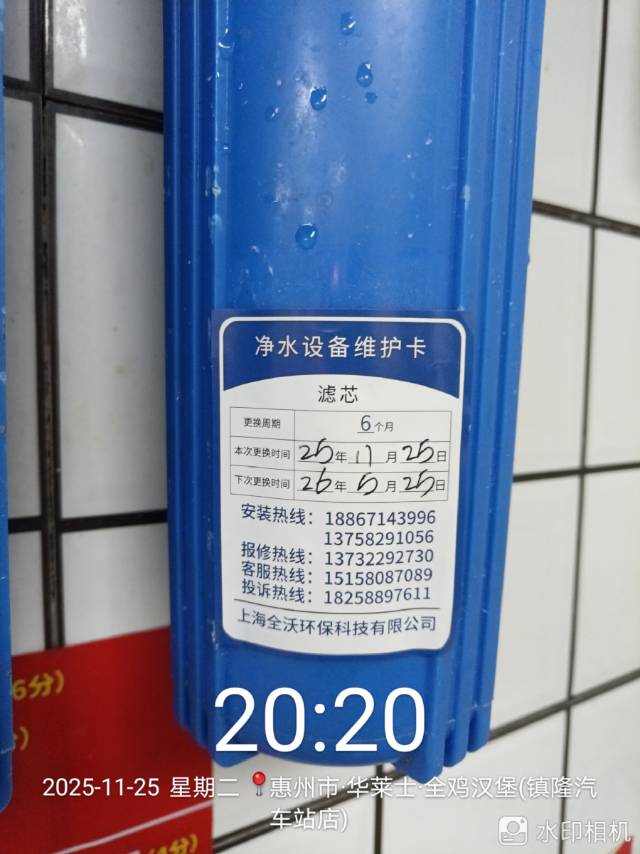 净水设备维护卡
滤芯
更换周期 6个月
本次更换时间 25年11月25日
下次更换时间 26年5月25日
安装热线：18867143996
13758291056
报修热线：13732292730
客服热线：15158087089
投诉热线：18258897611
上海全沃环保科技有限公司
6分）
）
20:20
2025-11-25 星期二 惠州市·华莱士·全鸡汉堡(镇隆汽
车站店)
水印相机